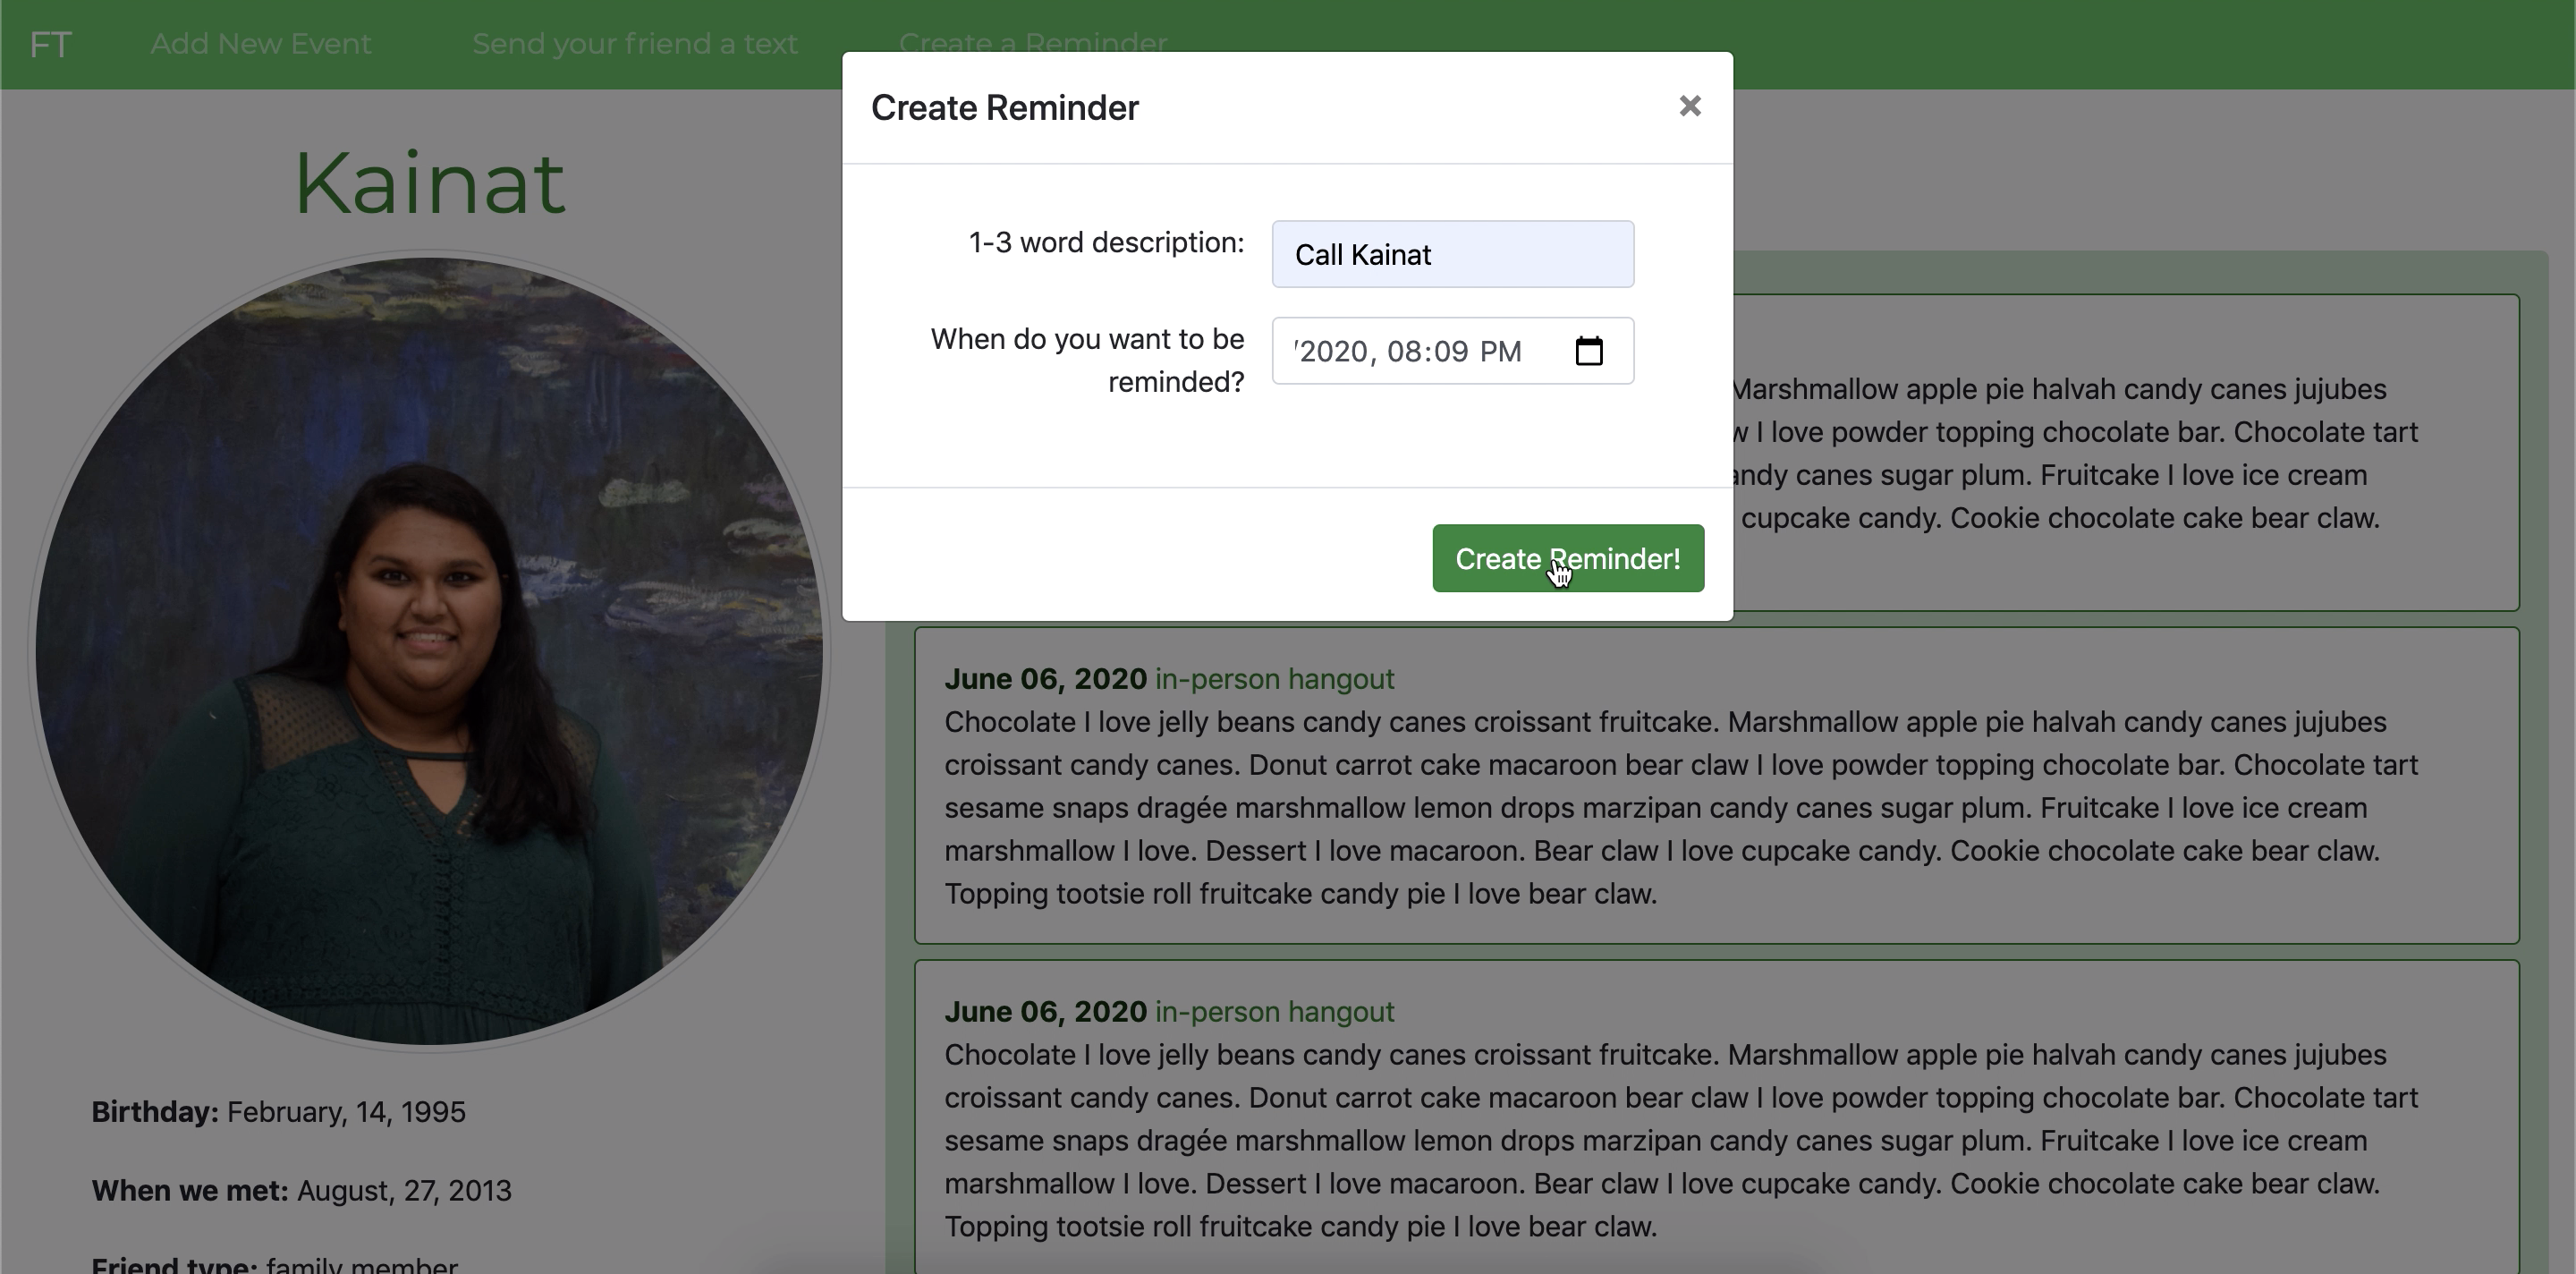 FT Add New Event Send your friend a text Create a Reminder
Create Reminder
×
1-3 word description: Call Kainat
When do you want to be reminded? /2020, 08:09 PM
Create Reminder!
Kainat
Birthday: February, 14, 1995
When we met: August, 27, 2013
Friend type: family member
Marshmallow apple pie halvah candy canes jujubes
I love powder topping chocolate bar. Chocolate tart
candy canes sugar plum. Fruitcake I love ice cream
cupcake candy. Cookie chocolate cake bear claw.
June 06, 2020 in-person hangout
Chocolate I love jelly beans candy canes croissant fruitcake. Marshmallow apple pie halvah candy canes jujubes
croissant candy canes. Donut carrot cake macaroon bear claw I love powder topping chocolate bar. Chocolate tart
sesame snaps dragée marshmallow lemon drops marzipan candy canes sugar plum. Fruitcake I love ice cream
marshmallow I love. Dessert I love macaroon. Bear claw I love cupcake candy. Cookie chocolate cake bear claw.
Topping tootsie roll fruitcake candy pie I love bear claw.
June 06, 2020 in-person hangout
Chocolate I love jelly beans candy canes croissant fruitcake. Marshmallow apple pie halvah candy canes jujubes
croissant candy canes. Donut carrot cake macaroon bear claw I love powder topping chocolate bar. Chocolate tart
sesame snaps dragée marshmallow lemon drops marzipan candy canes sugar plum. Fruitcake I love ice cream
marshmallow I love. Dessert I love macaroon. Bear claw I love cupcake candy. Cookie chocolate cake bear claw.
Topping tootsie roll fruitcake candy pie I love bear claw.